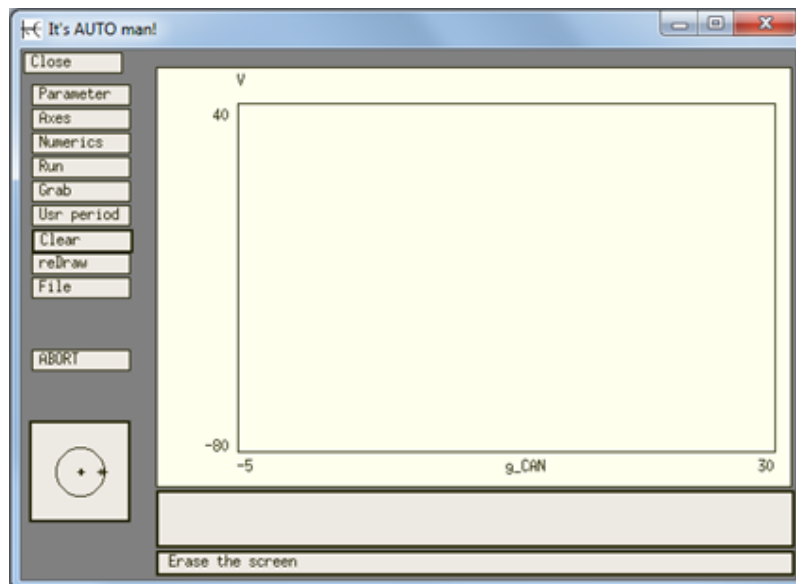 It's AUTO man!
Close
Parameter
Axes
Numerics
Run
Grab
Usr period
Clear
reDraw
File
ABORT
V
40
-80
-5
g_CAN
30
Erase the screen